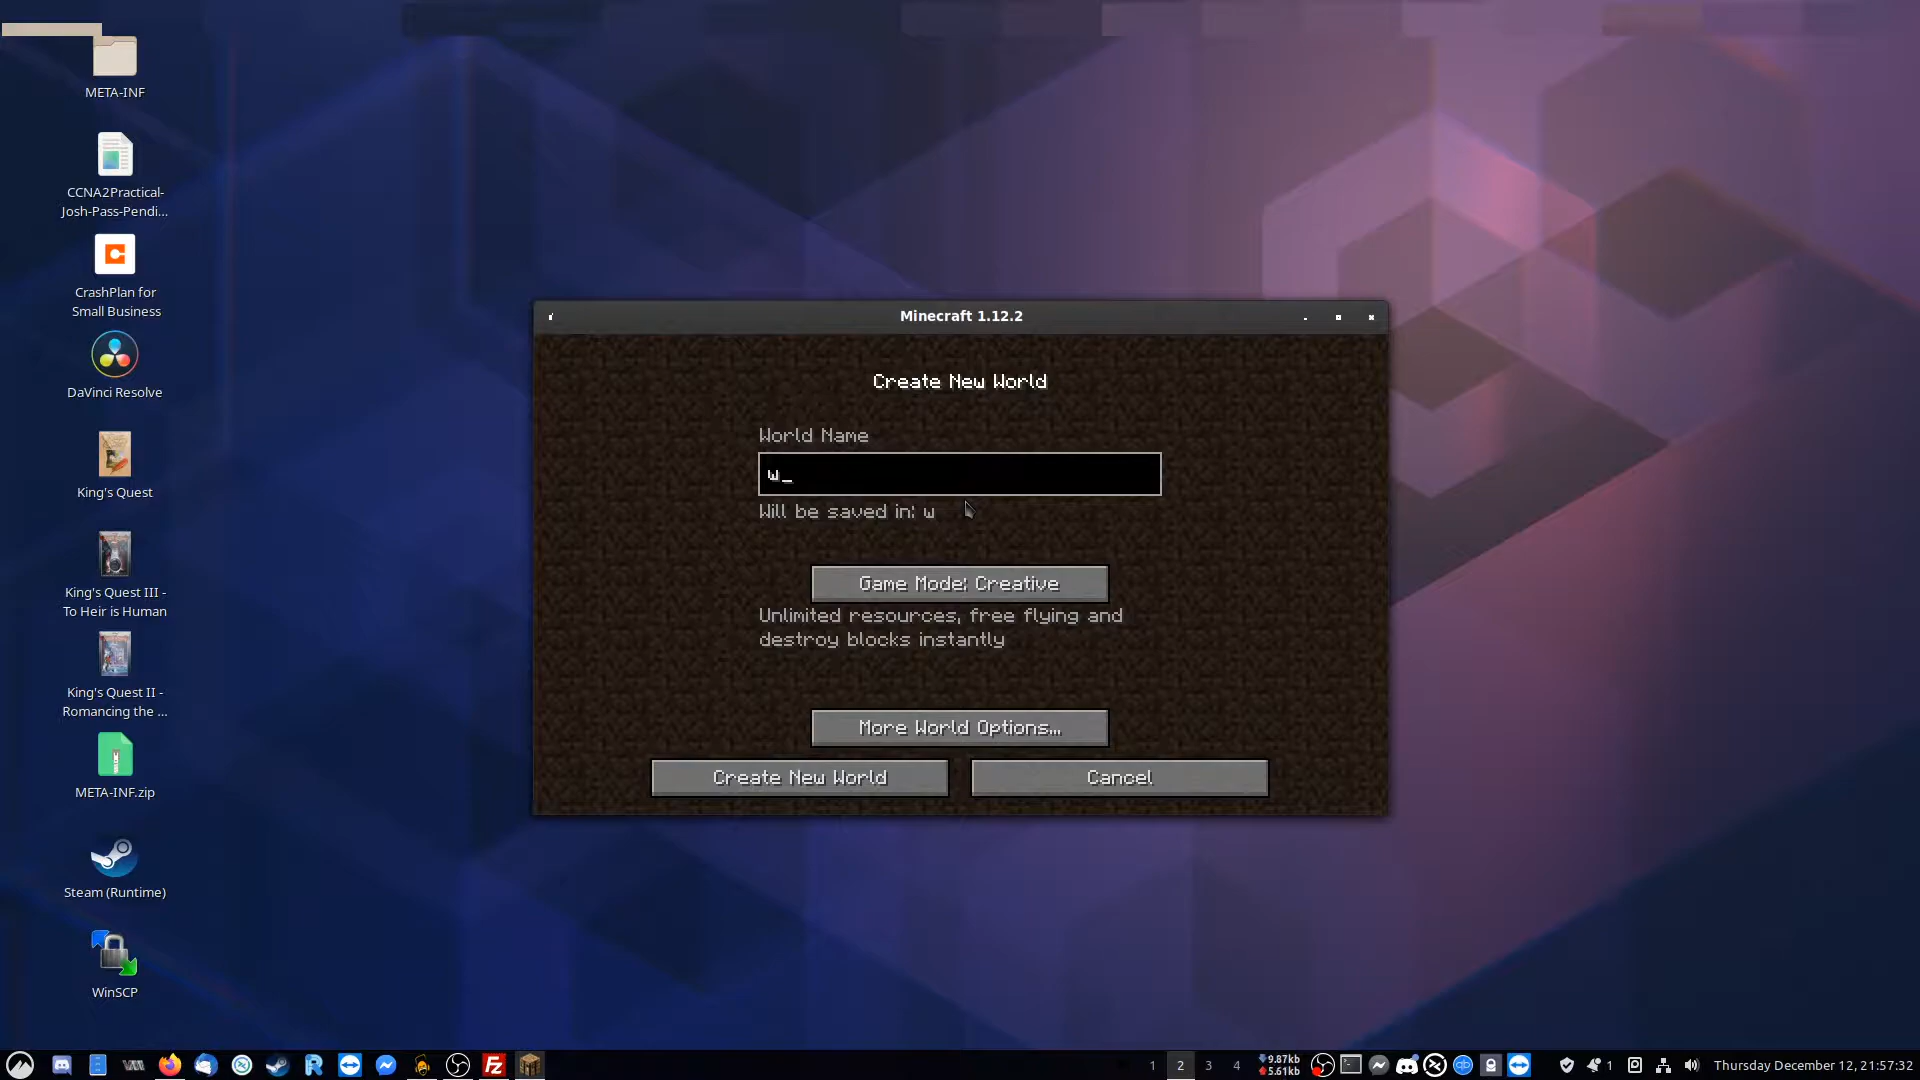 META-INF
CCNA2Practical-
Josh-Pass-Pendi...
CrashPlan for
Small Business
DaVinci Resolve
King's Quest
King's Quest III -
To Heir is Human
King's Quest II -
Romancing the ...
META-INF.zip
Steam (Runtime)
WinSCP
Minecraft 1.12.2
Create New World
World Name
w_
Will be saved in: w
Game Mode: Creative
Unlimited resources, free flying and
destroy blocks instantly
More World Options...
Create New World
Cancel
1 2 3 4
9.87kb
5.61kb
1
Thursday December 12, 21:57:32